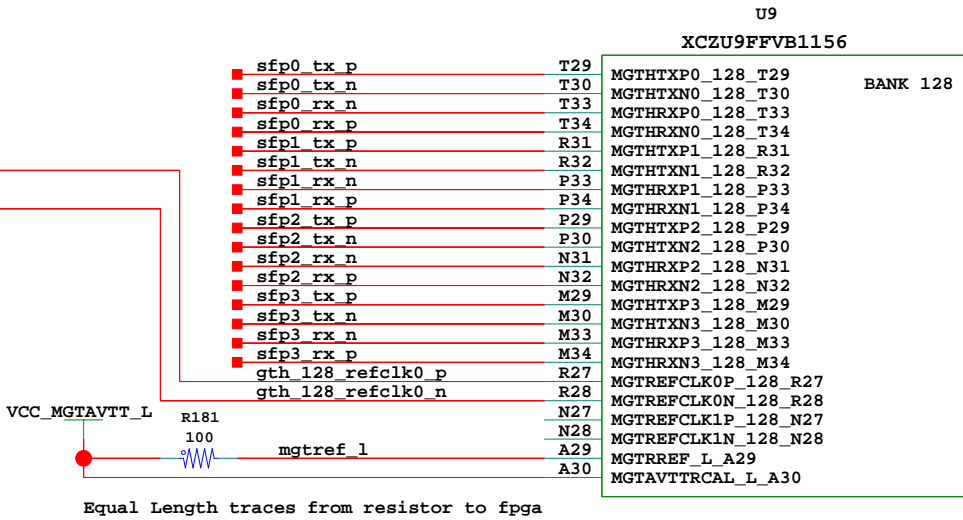 U9
XCZU9FFVB1156
BANK 128
sfp0_tx_p T29 MGTHTXP0_128_T29
sfp0_tx_n T30 MGTHTXN0_128_T30
sfp0_rx_n T33 MGTHRXP0_128_T33
sfp0_rx_p T34 MGTHRXN0_128_T34
sfp1_tx_p R31 MGTHTXP1_128_R31
sfp1_tx_n R32 MGTHTXN1_128_R32
sfp1_rx_n P33 MGTHRXP1_128_P33
sfp1_rx_p P34 MGTHRXN1_128_P34
sfp2_tx_p P29 MGTHTXP2_128_P29
sfp2_tx_n P30 MGTHTXN2_128_P30
sfp2_rx_n N31 MGTHRXP2_128_N31
sfp2_rx_p N32 MGTHRXN2_128_N32
sfp3_tx_p M29 MGTHTXP3_128_M29
sfp3_tx_n M30 MGTHTXN3_128_M30
sfp3_rx_n M33 MGTHRXP3_128_M33
sfp3_rx_p M34 MGTHRXN3_128_M34
gth_128_refclk0_p R27 MGTREFCLK0P_128_R27
gth_128_refclk0_n R28 MGTREFCLK0N_128_R28
VCC_MGTAVTT_L
N27 MGTREFCLK1P_128_N27
R181
100
N28 MGTREFCLK1N_128_N28
mgtref_l A29 MGTRREF_L_A29
A30 MGTAVTTRCAL_L_A30
Equal Length traces from resistor to fpga